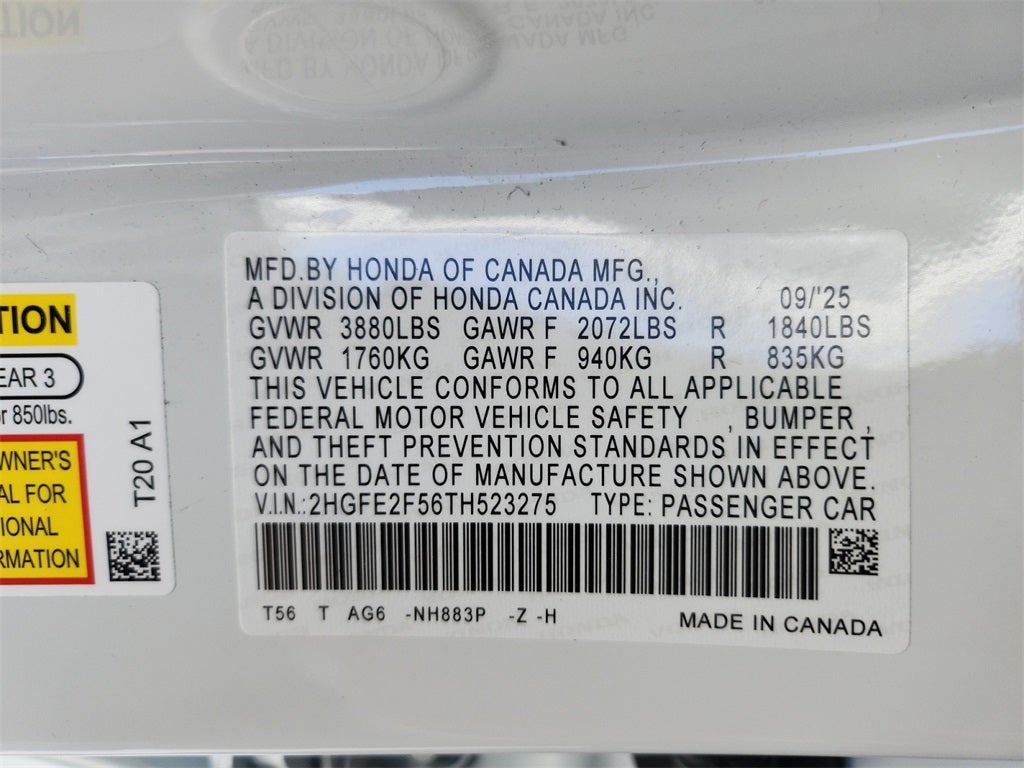 MFD.BY HONDA OF CANADA MFG.,
A DIVISION OF HONDA CANADA INC. 09/'25
GVWR 3880LBS GAWR F 2072LBS R 1840LBS
GVWR 1760KG GAWR F 940KG R 835KG
THIS VEHICLE CONFORMS TO ALL APPLICABLE
FEDERAL MOTOR VEHICLE SAFETY , BUMPER ,
AND THEFT PREVENTION STANDARDS IN EFFECT
ON THE DATE OF MANUFACTURE SHOWN ABOVE.
V.I.N.:2HGFE2F56TH523275 TYPE: PASSENGER CAR
T56 T AG6 -NH883P -Z -H MADE IN CANADA
TION
EAR 3
or 850lbs.
WNER'S
AL FOR
IONAL
RMATION
T20 A1